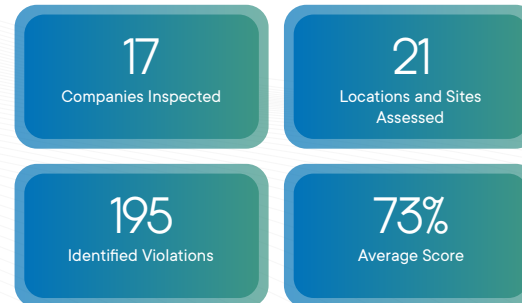 17
Companies Inspected
21
Locations and Sites
Assessed
195
Identified Violations
73%
Average Score